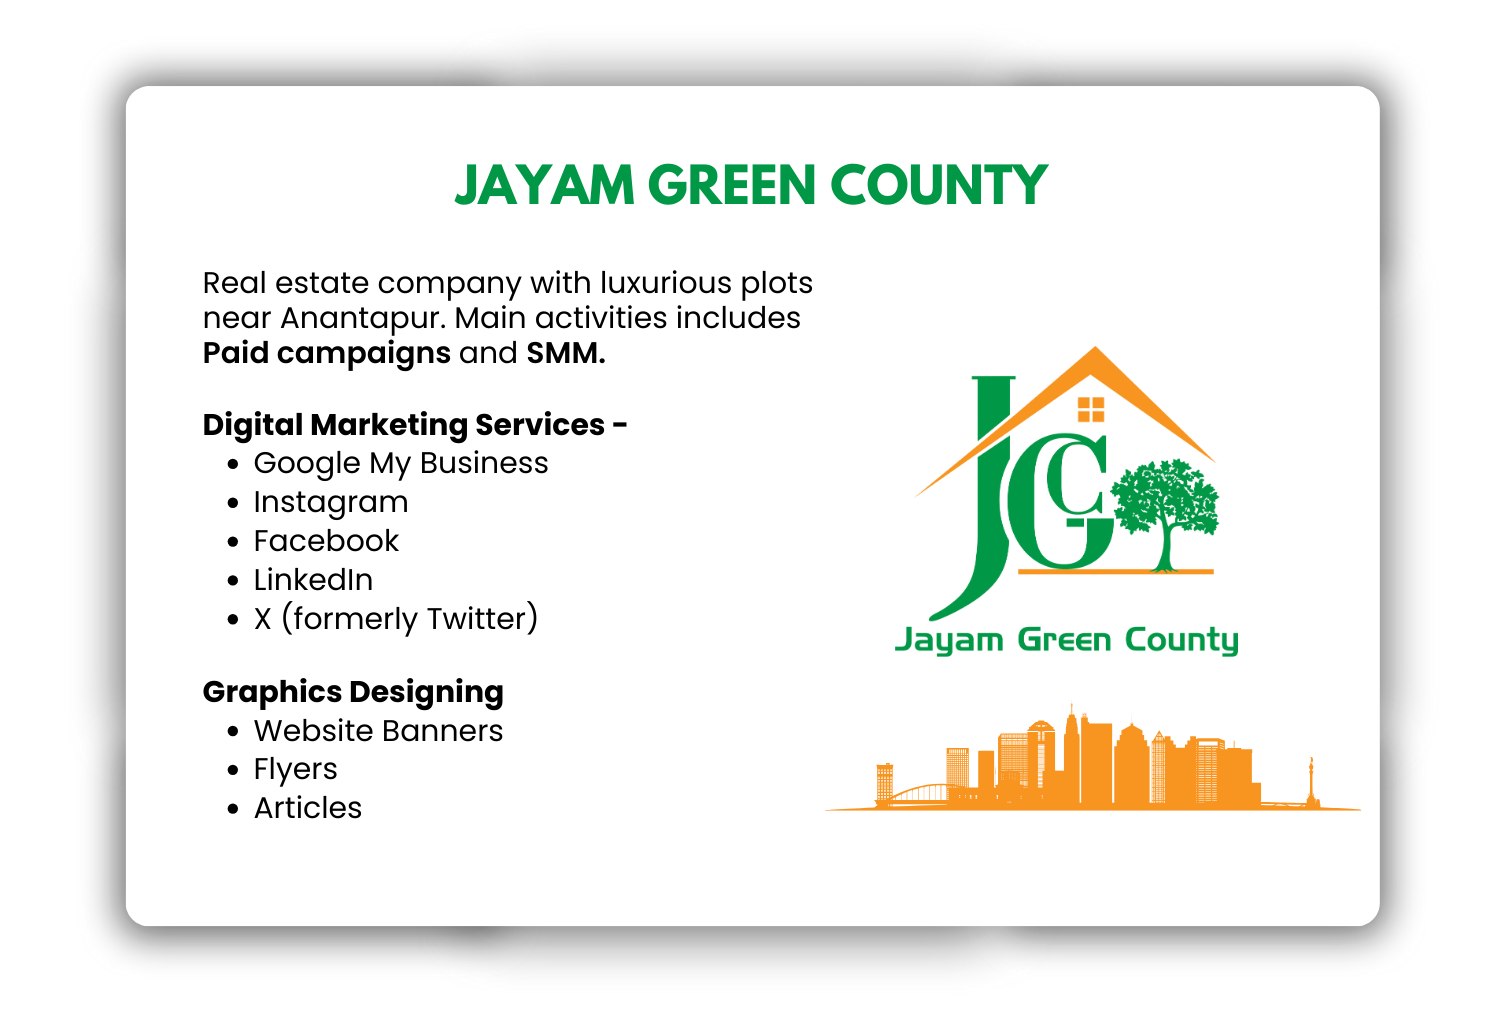 JAYAM GREEN COUNTY
Real estate company with luxurious plots
near Anantapur. Main activities includes
Paid campaigns and SMM.
Digital Marketing Services -
• Google My Business
• Instagram
• Facebook
• LinkedIn
• X (formerly Twitter)
Graphics Designing
• Website Banners
• Flyers
• Articles
JGC
Jayam Green County